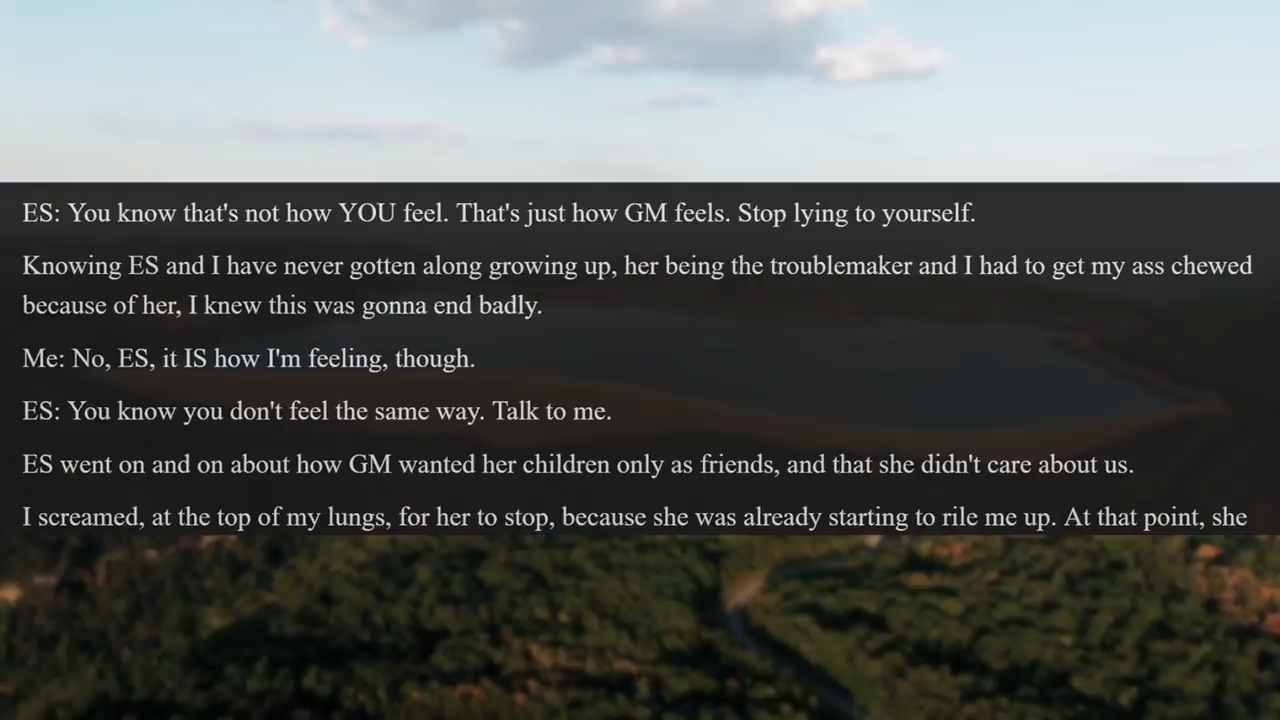 ES: You know that's not how YOU feel. That's just how GM feels. Stop lying to yourself.
Knowing ES and I have never gotten along growing up, her being the troublemaker and I had to get my ass chewed
because of her, I knew this was gonna end badly.
Me: No, ES, it IS how I'm feeling, though.
ES: You know you don't feel the same way. Talk to me.
ES went on and on about how GM wanted her children only as friends, and that she didn't care about us.
I screamed, at the top of my lungs, for her to stop, because she was already starting to rile me up. At that point, she